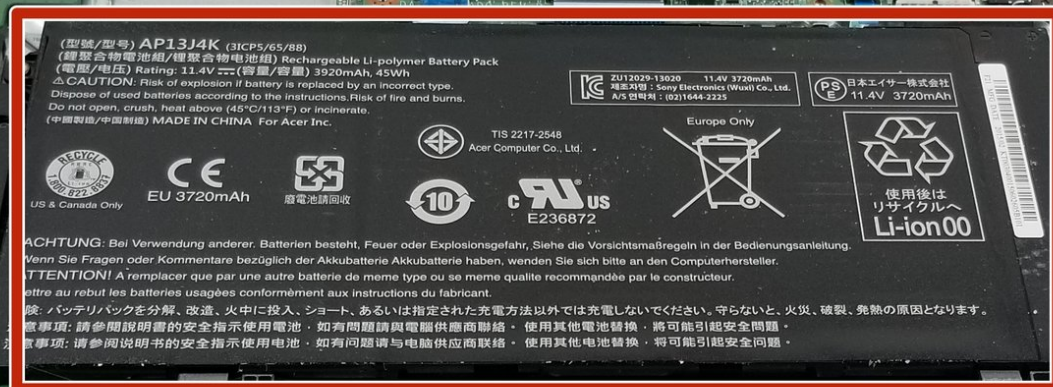 (型號/型号) AP13J4K (3ICP5/65/88)
(鋰聚合物電池組/锂聚合物电池组) Rechargeable Li-polymer Battery Pack
(電壓/电压) Rating: 11.4V (容量/容量) 3920mAh, 45Wh
CAUTION: Risk of explosion if battery is replaced by an incorrect type.
Dispose of used batteries according to the instructions.Risk of fire and burns.
Do not open, crush, heat above (45°C/113°F) or incinerate.
(中國製造/中国制造) MADE IN CHINA For Acer Inc.
ZU12029-13020 11.4V 3720mAh
제조자명 : Sony Electronics (Wuxi) Co., Ltd.
A/S 연락처 : (02)1644-2225
PSE
日本エイサー株式会社
11.4V 3720mAh
TIS 2217-2548
Acer Computer Co., Ltd.
Europe Only
RECYCLE
1.800.822.8837
US & Canada Only
CE
EU 3720mAh
廢電池請回收
10
c US
E236872
使用後は
リサイクルへ
Li-ion 00
ACHTUNG: Bei Verwendung anderer. Batterien besteht, Feuer oder Explosionsgefahr, Siehe die Vorsichtsmaßregeln in der Bedienungsanleitung.
Wenn Sie Fragen oder Kommentare bezüglich der Akkubatterie Akkubatterie haben, wenden Sie sich bitte an den Computerhersteller.
ATTENTION! A remplacer que par une autre batterie de meme type ou se meme qualite recommandée par le constructeur.
ettre au rebut les batteries usagées conformément aux instructions du fabricant.
険: バッテリパックを分解、改造、火中に投入、ショート、あるいは指定された充電方法以外では充電しないでください。守らないと、火災、破裂、発熱の原因となります。
意事項: 請參閱說明書的安全指示使用電池・如有問題請與電腦供應商聯絡・使用其他電池替換・將可能引起安全問題・
注意事项: 请参阅说明书的安全指示使用电池・如有问题请与电脑供应商联络・使用其他电池替换・将可能引起安全问题・